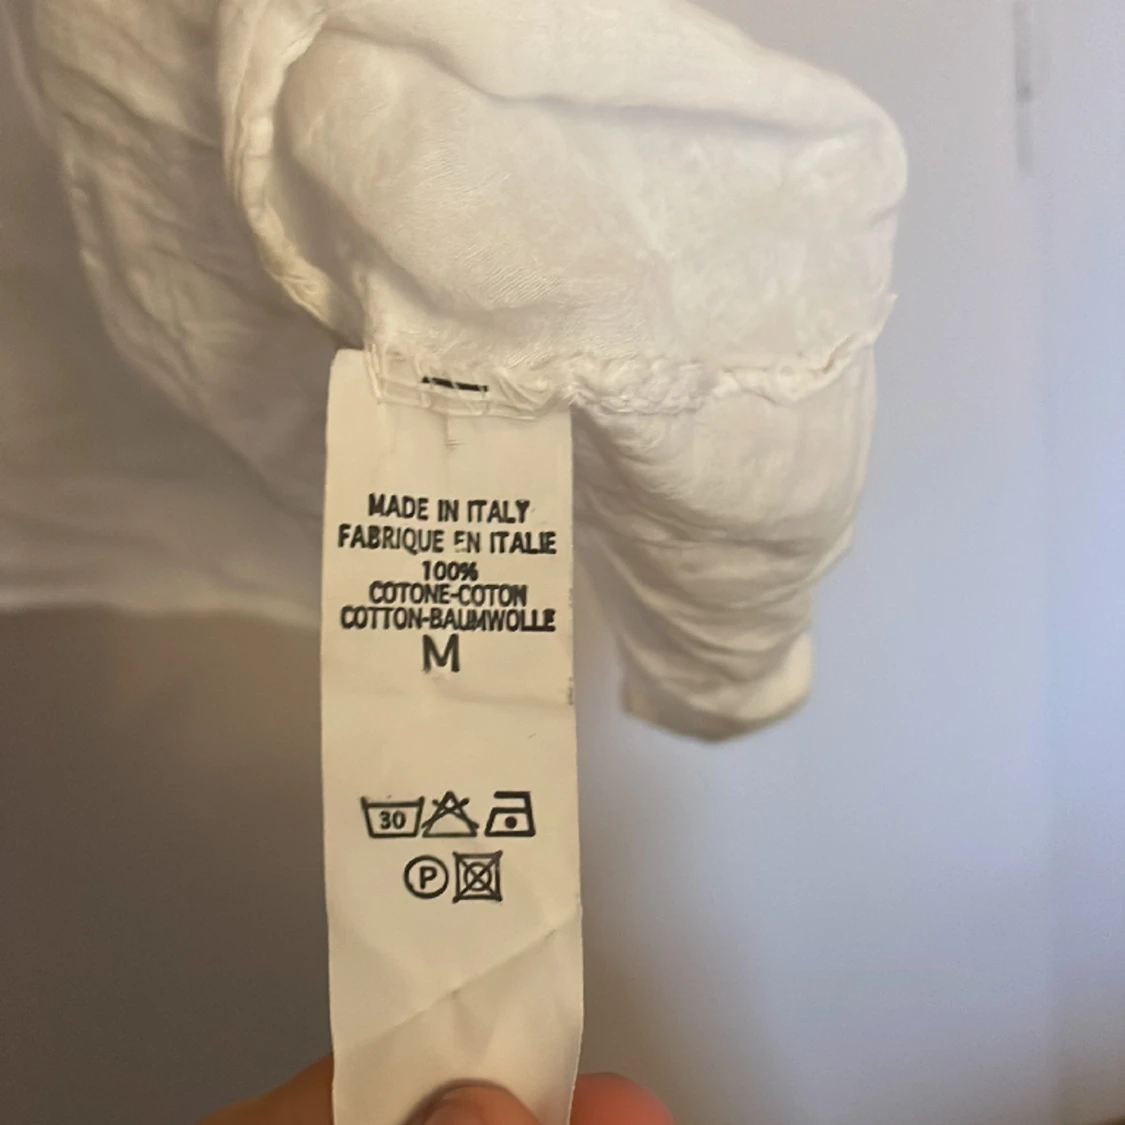 MADE IN ITALY
FABRIQUE EN ITALIE
100%
COTONE-COTON
COTTON-BAUMWOLLE
M
30
P